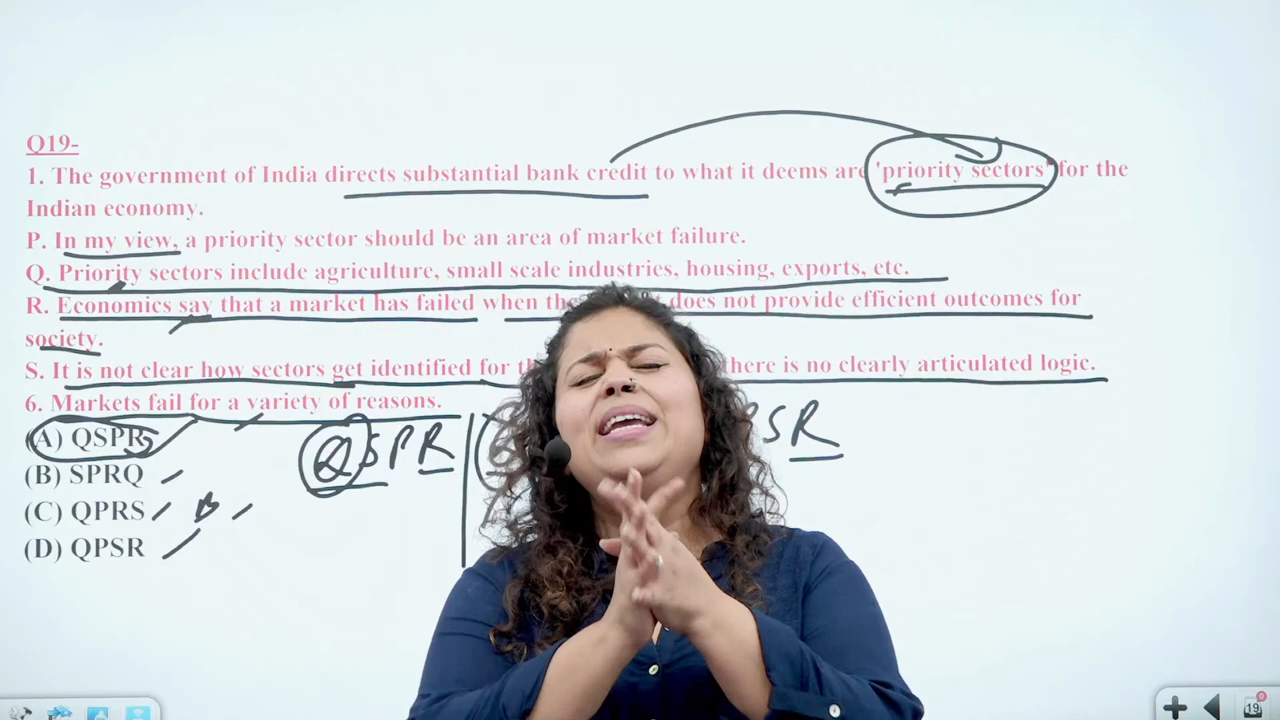 Q19-
1. The government of India directs substantial bank credit to what it deems are 'priority sectors' for the
Indian economy.
P. In my view, a priority sector should be an area of market failure.
Q. Priority sectors include agriculture, small scale industries, housing, exports, etc.
R. Economics say that a market has failed when does not provide efficient outcomes for
society.
S. It is not clear how sectors get identified for there is no clearly articulated logic.
6. Markets fail for a variety of reasons.
(A) QSPR
QSPR
SR
(B) SPRQ
(C) QPRS
(D) QPSR
19